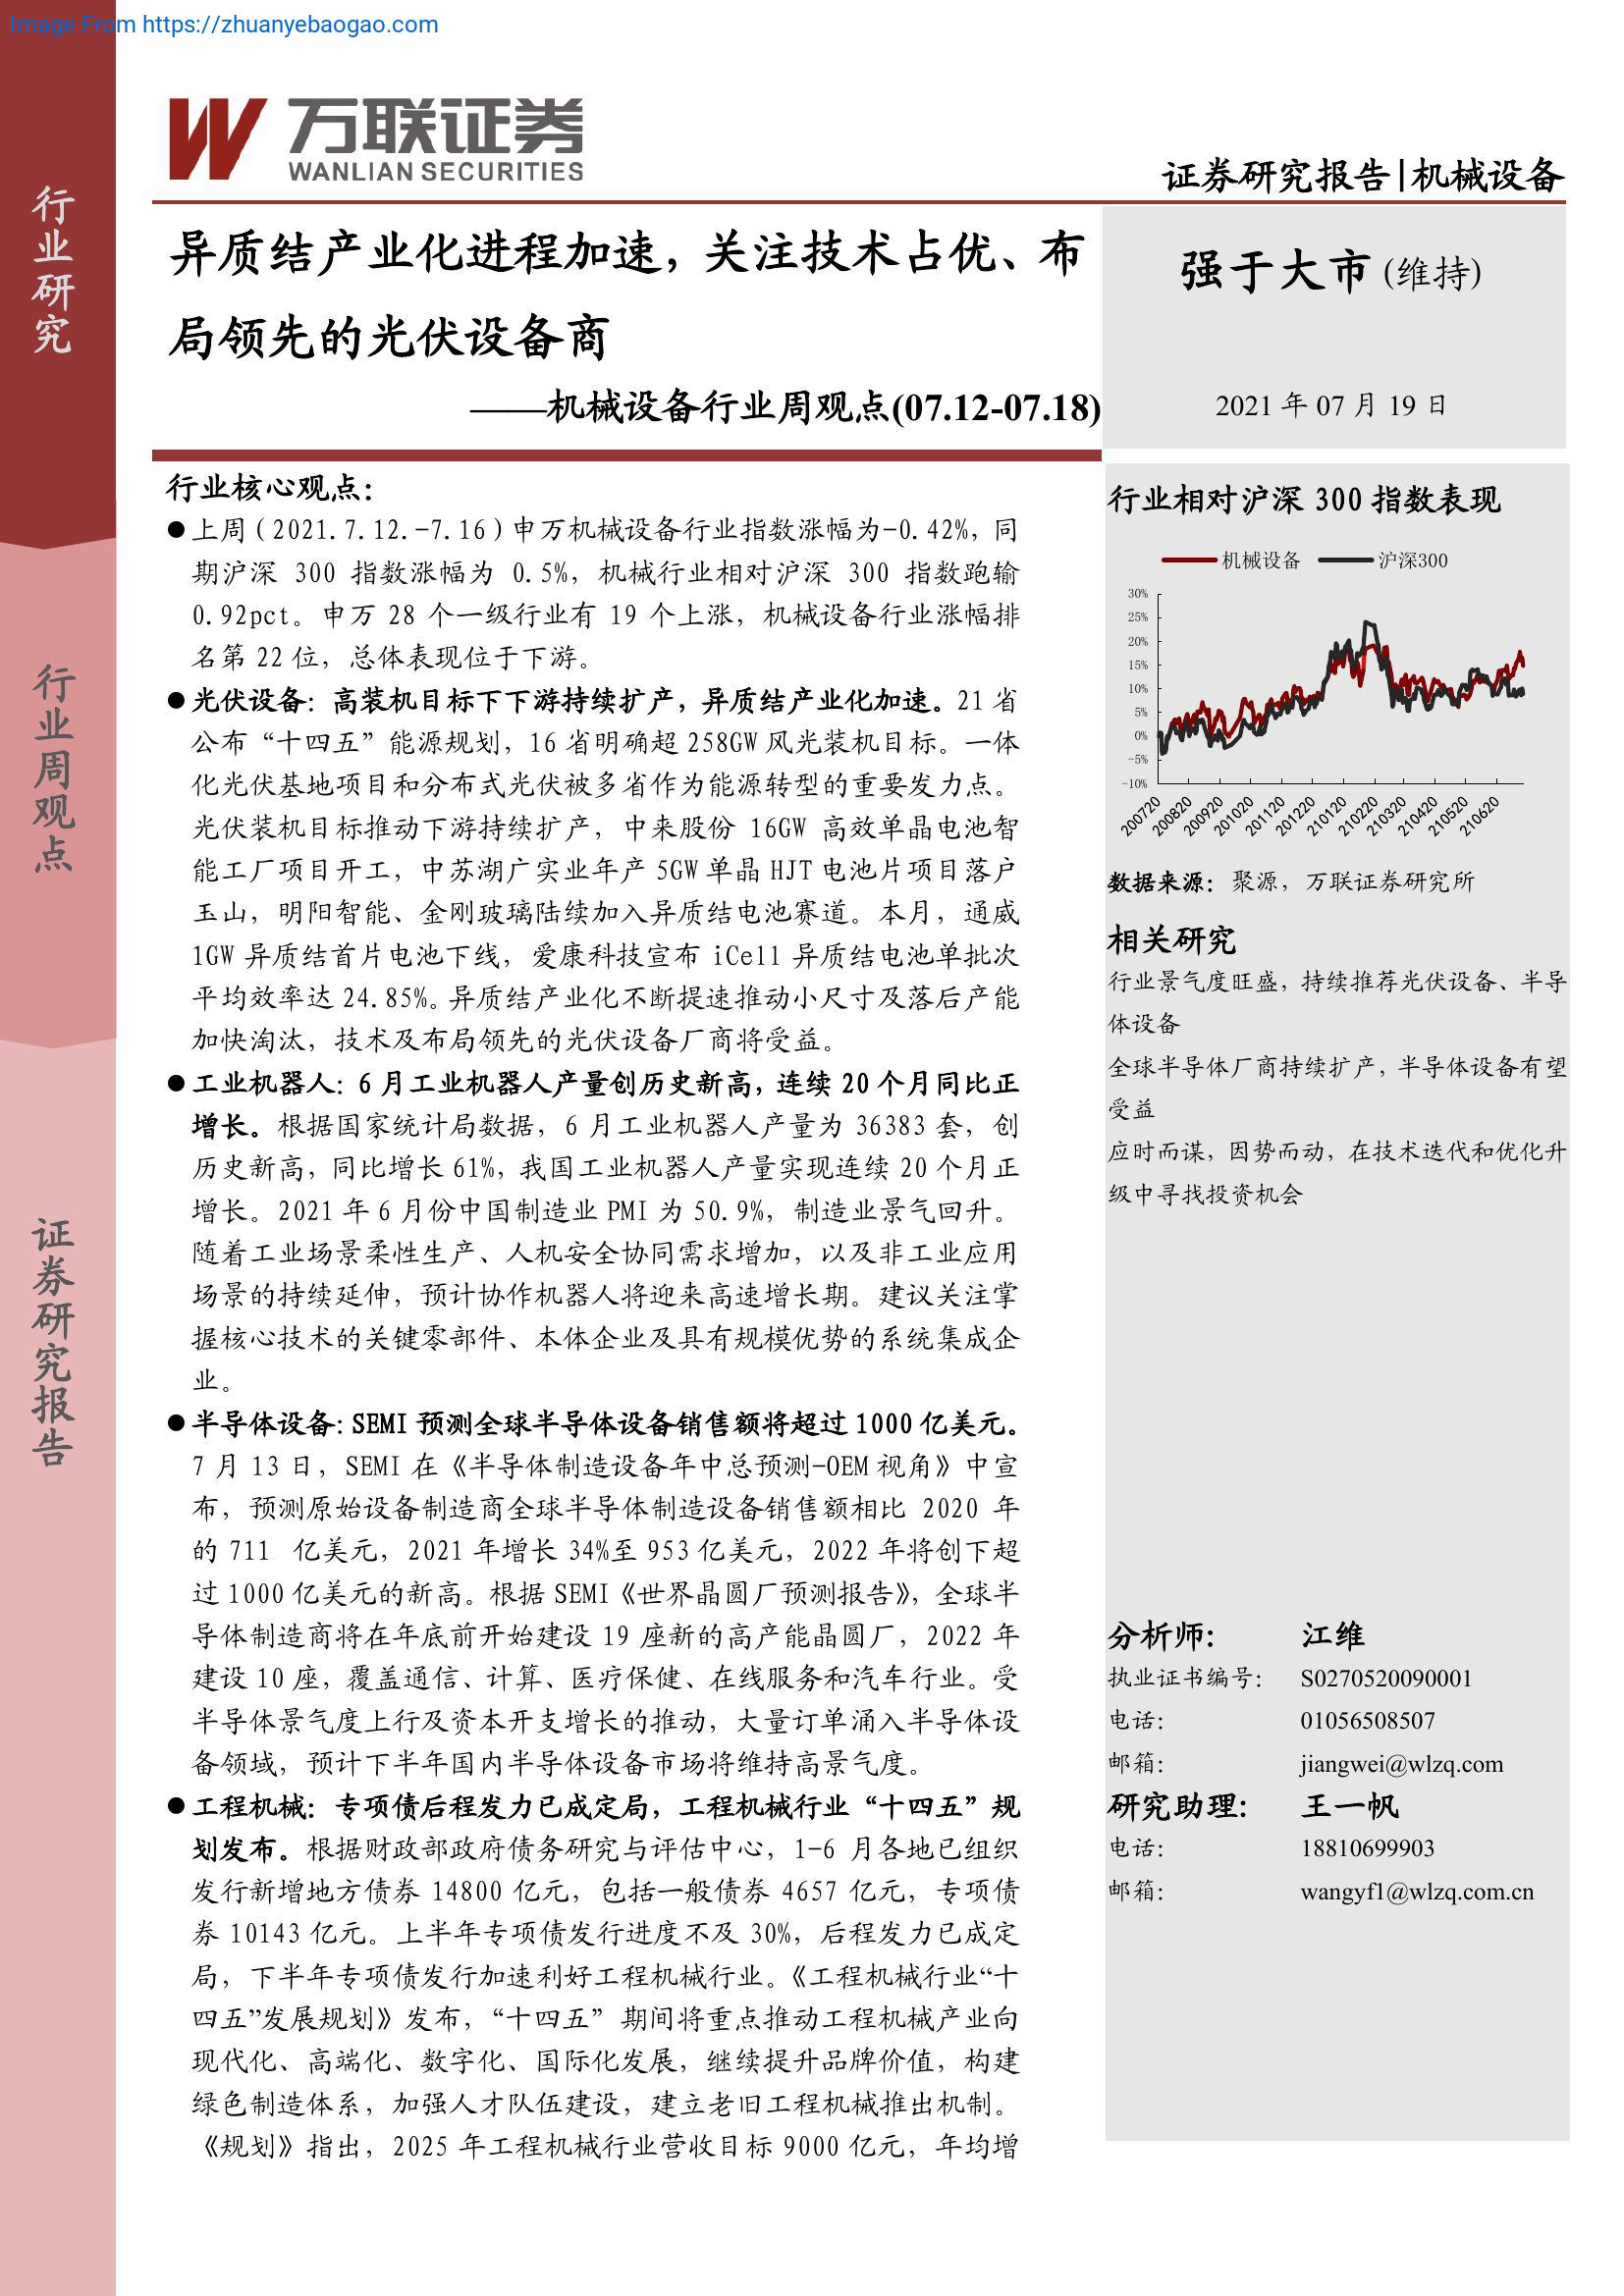 Image From https://zhuanyebaogao.com
万联证券
WANLIAN SECURITIES
证券研究报告|机械设备
行业研究
行业周观点
证券研究报告
异质结产业化进程加速，关注技术占优、布
局领先的光伏设备商
——机械设备行业周观点(07.12-07.18)
强于大市(维持)
2021 年 07 月 19 日
行业核心观点：
●上周（2021.7.12.-7.16）申万机械设备行业指数涨幅为-0.42%，同
期沪深 300 指数涨幅为 0.5%，机械行业相对沪深 300 指数跑输
0.92pct。申万 28 个一级行业有 19 个上涨，机械设备行业涨幅排
名第 22 位，总体表现位于下游。
●光伏设备：高装机目标下下游持续扩产，异质结产业化加速。21 省
公布“十四五”能源规划，16 省明确超 258GW 风光装机目标。一体
化光伏基地项目和分布式光伏被多省作为能源转型的重要发力点。
光伏装机目标推动下游持续扩产，中来股份 16GW 高效单晶电池智
能工厂项目开工，中苏湖广实业年产 5GW 单晶 HJT 电池片项目落户
玉山，明阳智能、金刚玻璃陆续加入异质结电池赛道。本月，通威
1GW 异质结首片电池下线，爱康科技宣布 iCell 异质结电池单批次
平均效率达 24.85%。异质结产业化不断提速推动小尺寸及落后产能
加快淘汰，技术及布局领先的光伏设备厂商将受益。
●工业机器人：6 月工业机器人产量创历史新高，连续 20 个月同比正
增长。根据国家统计局数据，6 月工业机器人产量为 36383 套，创
历史新高，同比增长 61%，我国工业机器人产量实现连续 20 个月正
增长。2021 年 6 月份中国制造业 PMI 为 50.9%，制造业景气回升。
随着工业场景柔性生产、人机安全协同需求增加，以及非工业应用
场景的持续延伸，预计协作机器人将迎来高速增长期。建议关注掌
握核心技术的关键零部件、本体企业及具有规模优势的系统集成企
业。
●半导体设备：SEMI 预测全球半导体设备销售额将超过 1000 亿美元。
7 月 13 日，SEMI 在《半导体制造设备年中总预测-OEM 视角》中宣
布，预测原始设备制造商全球半导体制造设备销售额相比 2020 年
的 711 亿美元，2021 年增长 34%至 953 亿美元，2022 年将创下超
过 1000 亿美元的新高。根据 SEMI《世界晶圆厂预测报告》，全球半
导体制造商将在年底前开始建设 19 座新的高产能晶圆厂，2022 年
建设 10 座，覆盖通信、计算、医疗保健、在线服务和汽车行业。受
半导体景气度上行及资本开支增长的推动，大量订单涌入半导体设
备领域，预计下半年国内半导体设备市场将维持高景气度。
●工程机械：专项债后程发力已成定局，工程机械行业“十四五”规
划发布。根据财政部政府债务研究与评估中心，1-6 月各地已组织
发行新增地方债券 14800 亿元，包括一般债券 4657 亿元，专项债
券 10143 亿元。上半年专项债发行进度不及 30%，后程发力已成定
局，下半年专项债发行加速利好工程机械行业。《工程机械行业“十
四五”发展规划》发布，“十四五”期间将重点推动工程机械产业向
现代化、高端化、数字化、国际化发展，继续提升品牌价值，构建
绿色制造体系，加强人才队伍建设，建立老旧工程机械推出机制。
《规划》指出，2025 年工程机械行业营收目标 9000 亿元，年均增
行业相对沪深 300 指数表现
机械设备 沪深300
30%
25%
20%
15%
10%
5%
0%
-5%
-10%
200720 200820 200920 201020 201120 201220 210120 210220 210320 210420 210520 210620
数据来源：聚源，万联证券研究所
相关研究
行业景气度旺盛，持续推荐光伏设备、半导
体设备
全球半导体厂商持续扩产，半导体设备有望
受益
应时而谋，因势而动，在技术迭代和优化升
级中寻找投资机会
分析师： 江维
执业证书编号： S0270520090001
电话： 01056508507
邮箱： jiangwei@wlzq.com
研究助理： 王一帆
电话： 18810699903
邮箱： wangyf1@wlzq.com.cn